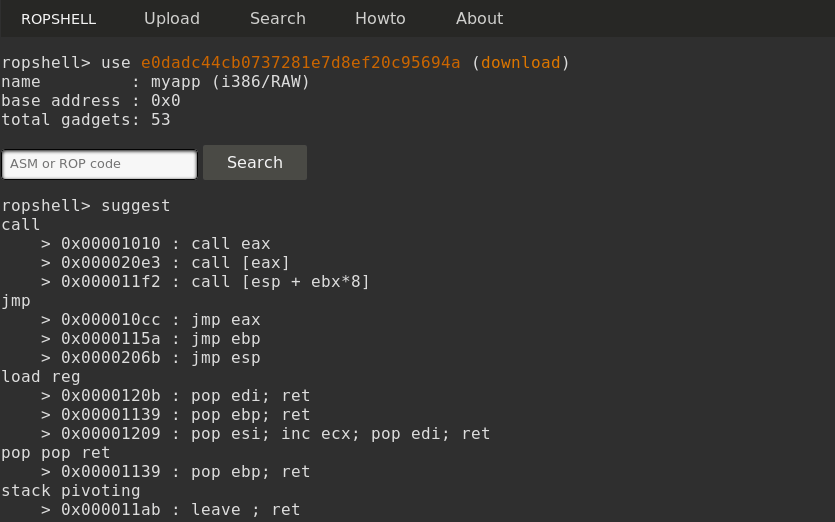 ROPSHELL Upload Search Howto About
ropshell> use e0dadc44cb0737281e7d8ef20c95694a (download)
name         : myapp (i386/RAW)
base address : 0x0
total gadgets: 53
ASM or ROP code Search
ropshell> suggest
call
    > 0x00001010 : call eax
    > 0x000020e3 : call [eax]
    > 0x000011f2 : call [esp + ebx*8]
jmp
    > 0x000010cc : jmp eax
    > 0x0000115a : jmp ebp
    > 0x0000206b : jmp esp
load reg
    > 0x0000120b : pop edi; ret
    > 0x00001139 : pop ebp; ret
    > 0x00001209 : pop esi; inc ecx; pop edi; ret
pop pop ret
    > 0x00001139 : pop ebp; ret
stack pivoting
    > 0x000011ab : leave ; ret